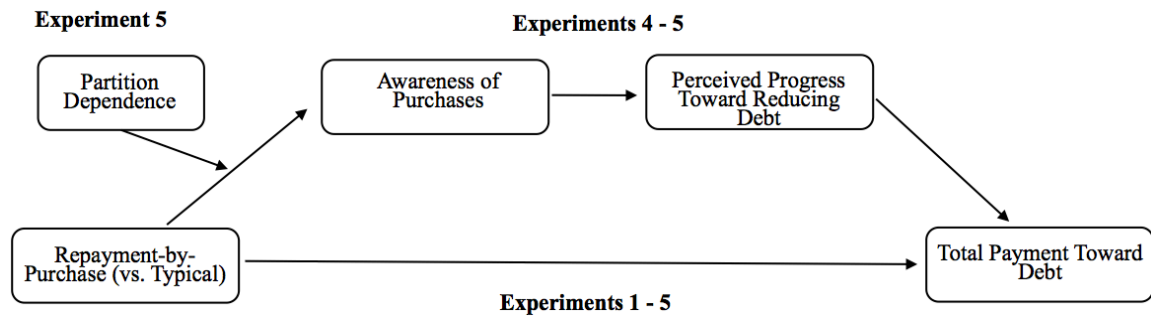 Experiment 5
Experiments 4 - 5
Partition
Dependence
Awareness of
Purchases
Perceived Progress
Toward Reducing
Debt
Repayment-by-
Purchase (vs. Typical)
Total Payment Toward
Debt
Experiments 1 - 5